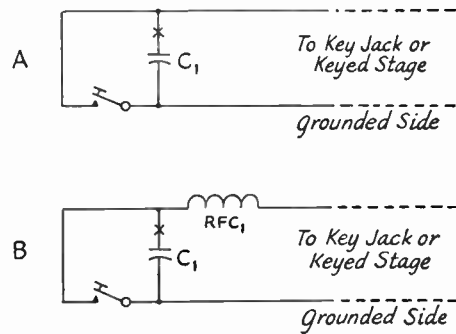 A
C1
To Key Jack or
Keyed Stage
Grounded Side
B
RFC1
C1
To Key Jack or
Keyed Stage
Grounded Side